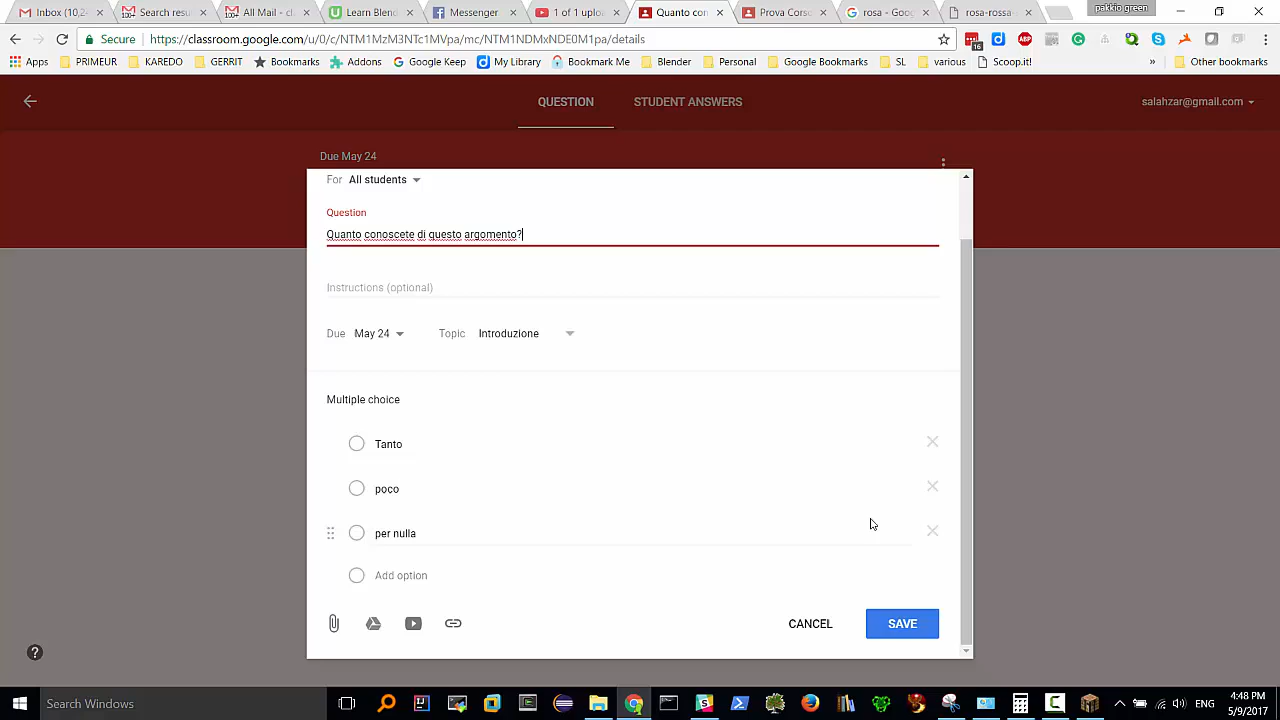 Inbox (10,2
Search resu
All Mail - cl
Learn Blend
Messenger
1 of 1 uplo
Quanto con
Prova Corso
rosa - Goog
rosa-rossa-
pakbio green
Secure
https://classroom.google.com/u/0/c/NTM1MzM3NTc1MVpa/mc/NTM1NDMxNDE0M1pa/details
16
ABP
Apps
PRIMEUR
KAREDO
GERRIT
Bookmarks
Addons
Google Keep
My Library
Bookmark Me
Blender
Personal
Google Bookmarks
SL
various
Scoop.it!
»
Other bookmarks
QUESTION
STUDENT ANSWERS
salahzar@gmail.com
Due May 24
For All students
Question
Quanto conoscete di questo argomento?
Instructions (optional)
Due May 24 Topic Introduzione
Multiple choice
Tanto
poco
per nulla
Add option
CANCEL
SAVE
?
Search Windows
ENG
4:48 PM
5/9/2017